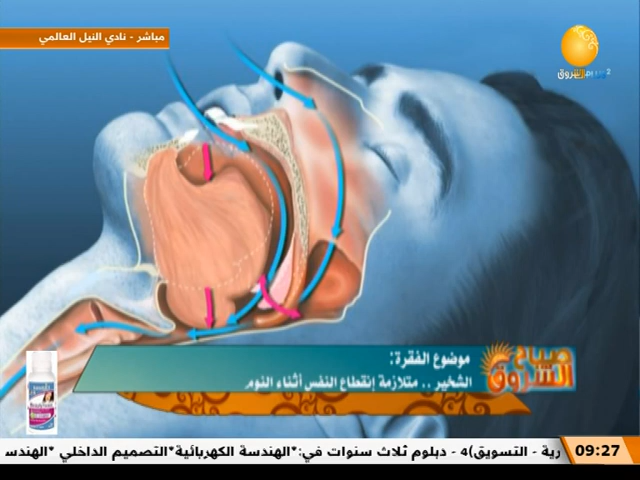 مباشر - نادي النيل العالمي
الشروق
موضوع الفقرة:
الشخير .. متلازمة إنقطاع النفس أثناء النوم
صباح
الشروق
رية - التسويق)4 - دبلوم ثلاث سنوات في:*الهندسة الكهربائية*التصميم الداخلي *الهندس
09:27